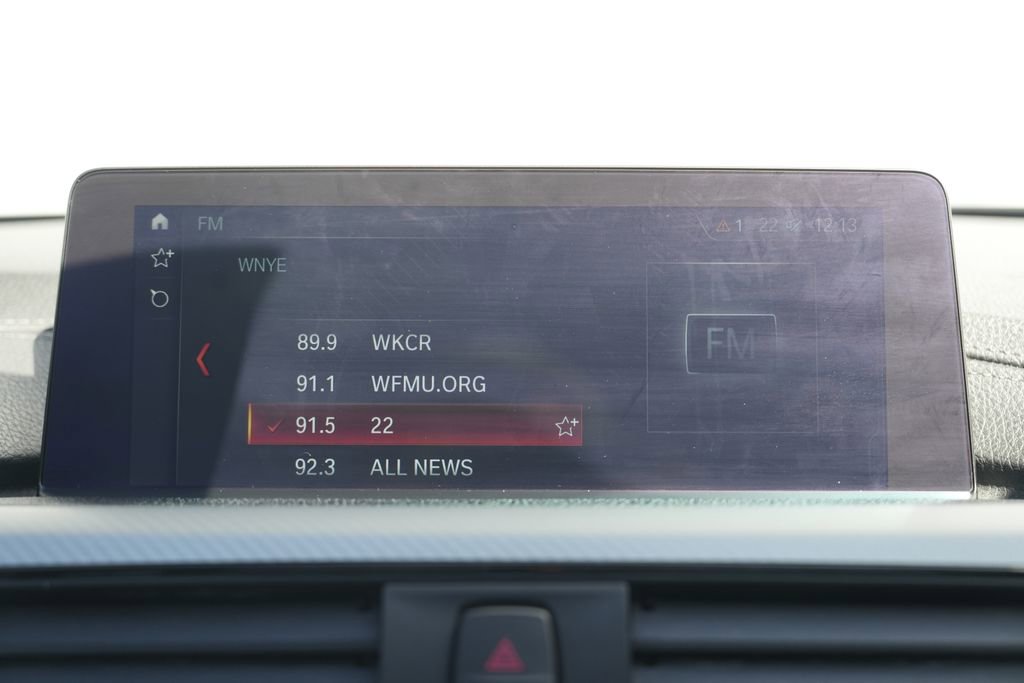 FM
1 22 12:13
WNYE
89.9 WKCR
91.1 WFMU.ORG
FM
91.5 22
92.3 ALL NEWS